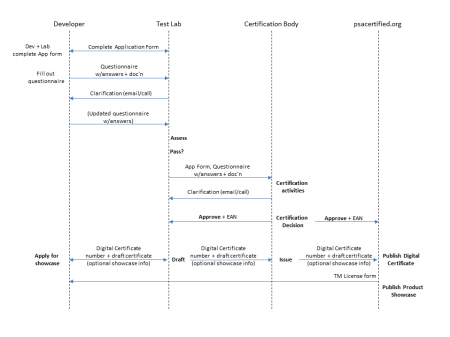 Developer Test Lab Certification Body psacertified.org
Dev + Lab
complete App form
Complete Application Form
Fill out
questionnaire
Questionnaire
w/answers + doc'n
Clarification (email/call)
(Updated questionnaire
w/answers)
Assess
Pass?
App Form, Questionnaire
w/answers + doc'n
Certification
activities
Clarification (email/call)
Approve + EAN
Certification
Decision
Approve + EAN
Apply for
showcase
Digital Certificate
number + draft certificate
(optional showcase info)
Draft
Digital Certificate
number + draft certificate
(optional showcase info)
Issue
Digital Certificate
number + draft certificate
(optional showcase info)
Publish Digital
Certificate
TM License form
Publish Product
Showcase